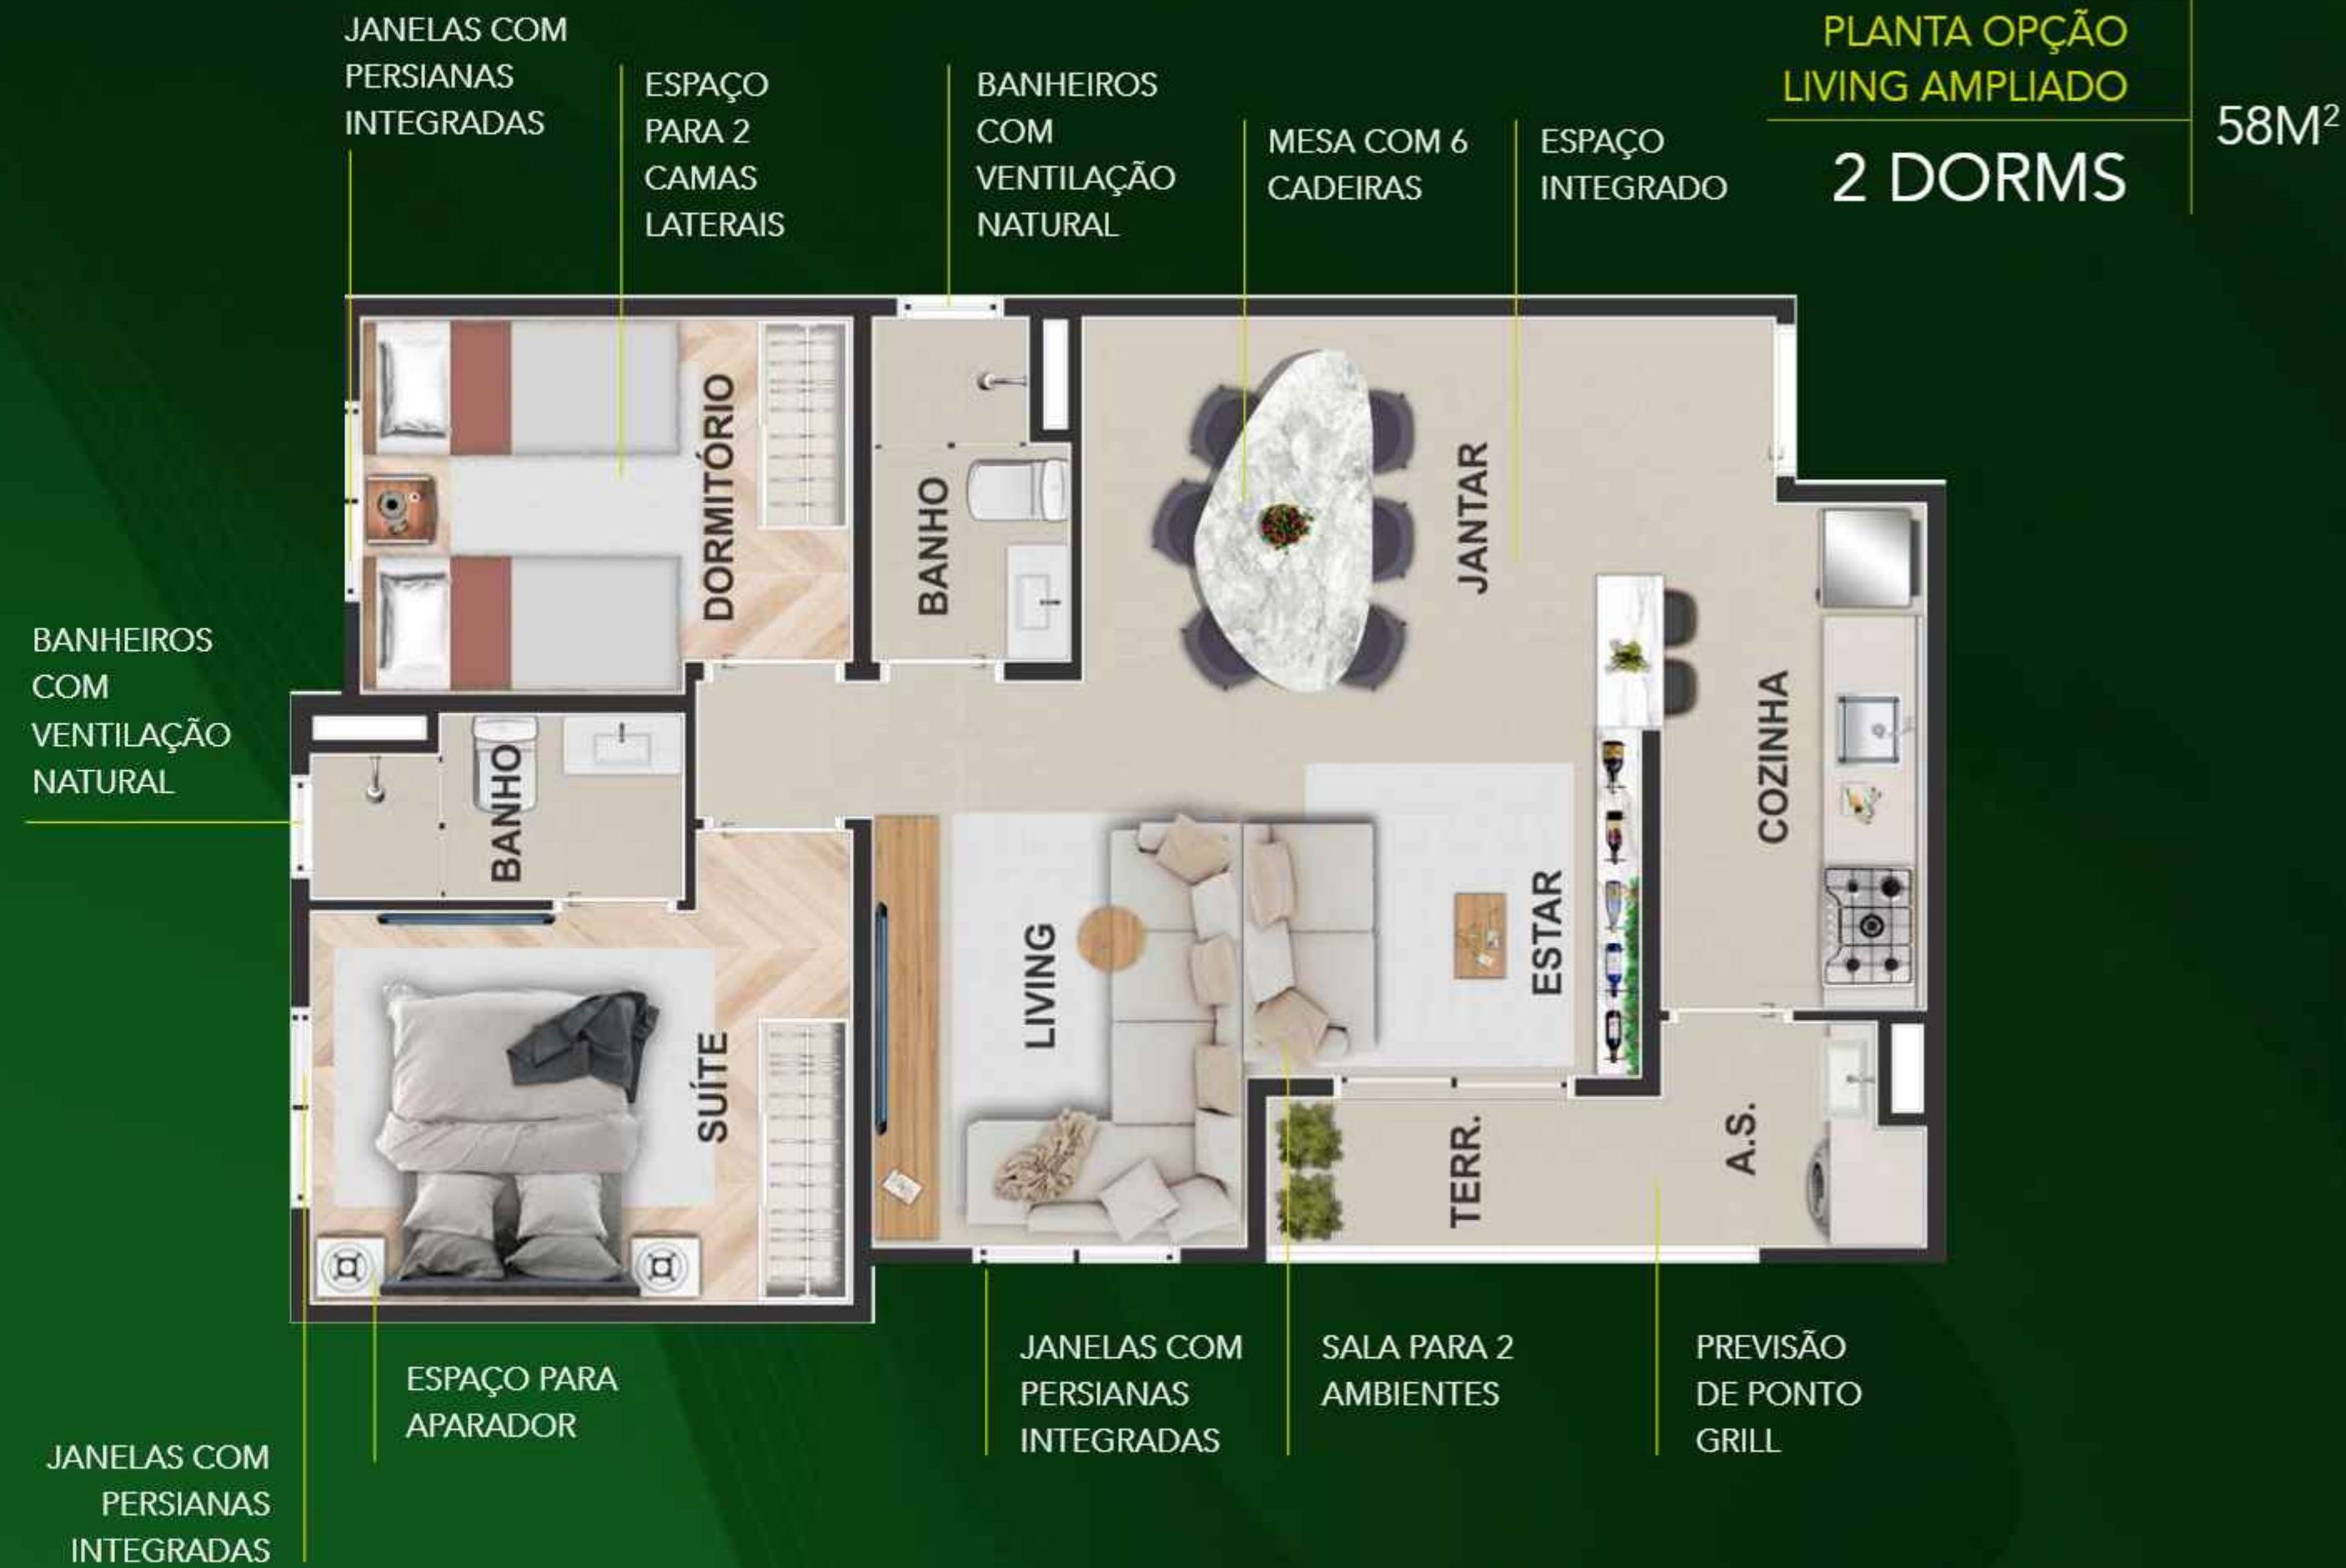 JANELAS COM
PERSIANAS
INTEGRADAS
ESPAÇO
PARA 2
CAMAS
LATERAIS
BANHEIROS
COM
VENTILAÇÃO
NATURAL
MESA COM 6
CADEIRAS
ESPAÇO
INTEGRADO
PLANTA OPÇÃO
LIVING AMPLIADO
2 DORMS
58M²
DORMITÓRIO
BANHO
JANTAR
BANHEIROS
COM
VENTILAÇÃO
NATURAL
BANHO
COZINHA
SUÍTE
LIVING
ESTAR
TERR.
A.S.
ESPAÇO PARA
APARADOR
JANELAS COM
PERSIANAS
INTEGRADAS
JANELAS COM
PERSIANAS
INTEGRADAS
SALA PARA 2
AMBIENTES
PREVISÃO
DE PONTO
GRILL